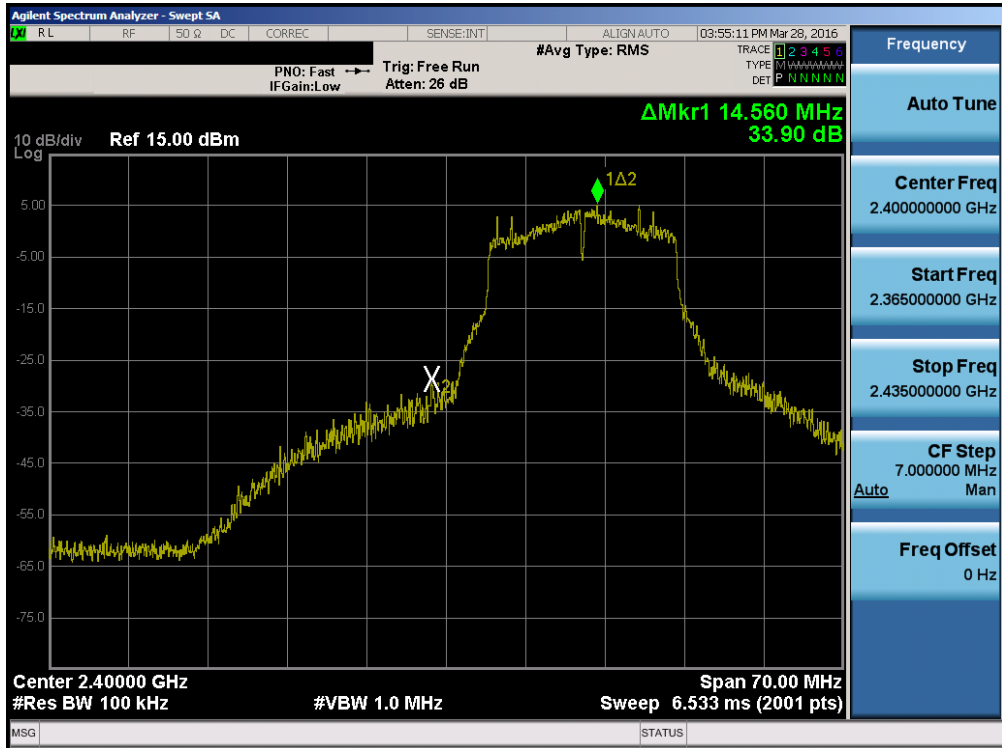 Agilent Spectrum Analyzer - Swept SA
LXI RL RF 50 Ω DC CORREC SENSE:INT ALIGN AUTO 03:55:11 PM Mar 28, 2016
#Avg Type: RMS TRACE 1 2 3 4 5 6
PNO: Fast Trig: Free Run TYPE M
IFGain:Low Atten: 26 dB DET P N N N N N
ΔMkr1 14.560 MHz
33.90 dB
10 dB/div Ref 15.00 dBm
Log
1Δ2
5.00
-5.00
-15.0
-25.0
2
-35.0
-45.0
-55.0
-65.0
-75.0
Center 2.40000 GHz Span 70.00 MHz
#Res BW 100 kHz #VBW 1.0 MHz Sweep 6.533 ms (2001 pts)
MSG STATUS
Frequency
Auto Tune
Center Freq
2.400000000 GHz
Start Freq
2.365000000 GHz
Stop Freq
2.435000000 GHz
CF Step
7.000000 MHz
Auto Man
Freq Offset
0 Hz